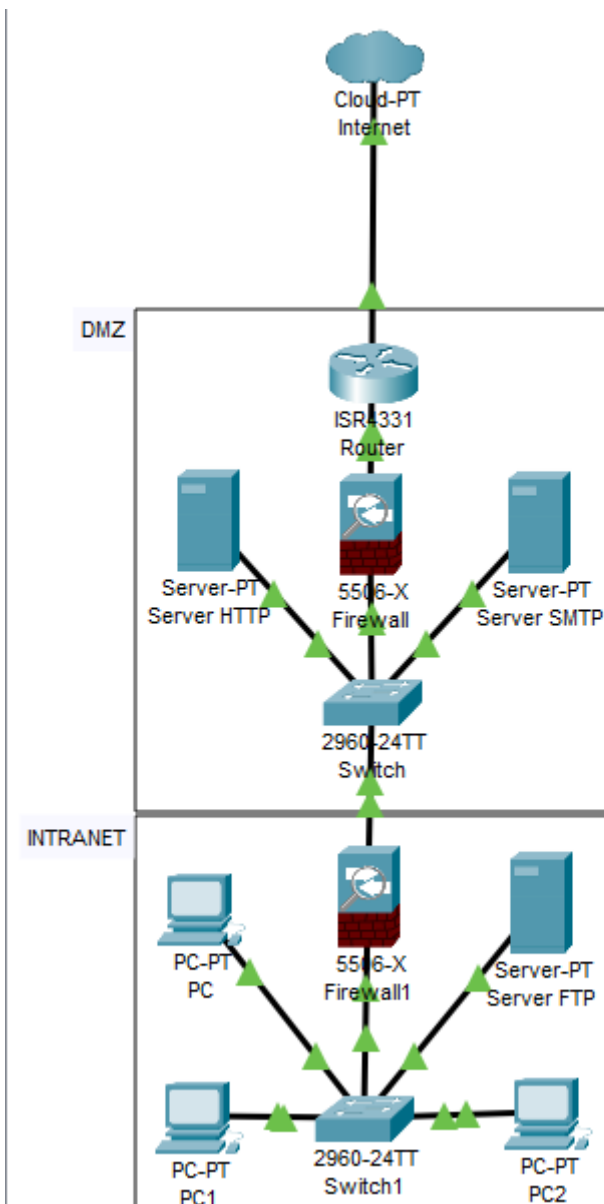 Cloud-PT
Internet
DMZ
ISR4331
Router
Server-PT
Server HTTP
5506-X
Firewall
Server-PT
Server SMTP
2960-24TT
Switch
INTRANET
PC-PT
PC
5506-X
Firewall1
Server-PT
Server FTP
PC-PT
PC1
2960-24TT
Switch1
PC-PT
PC2